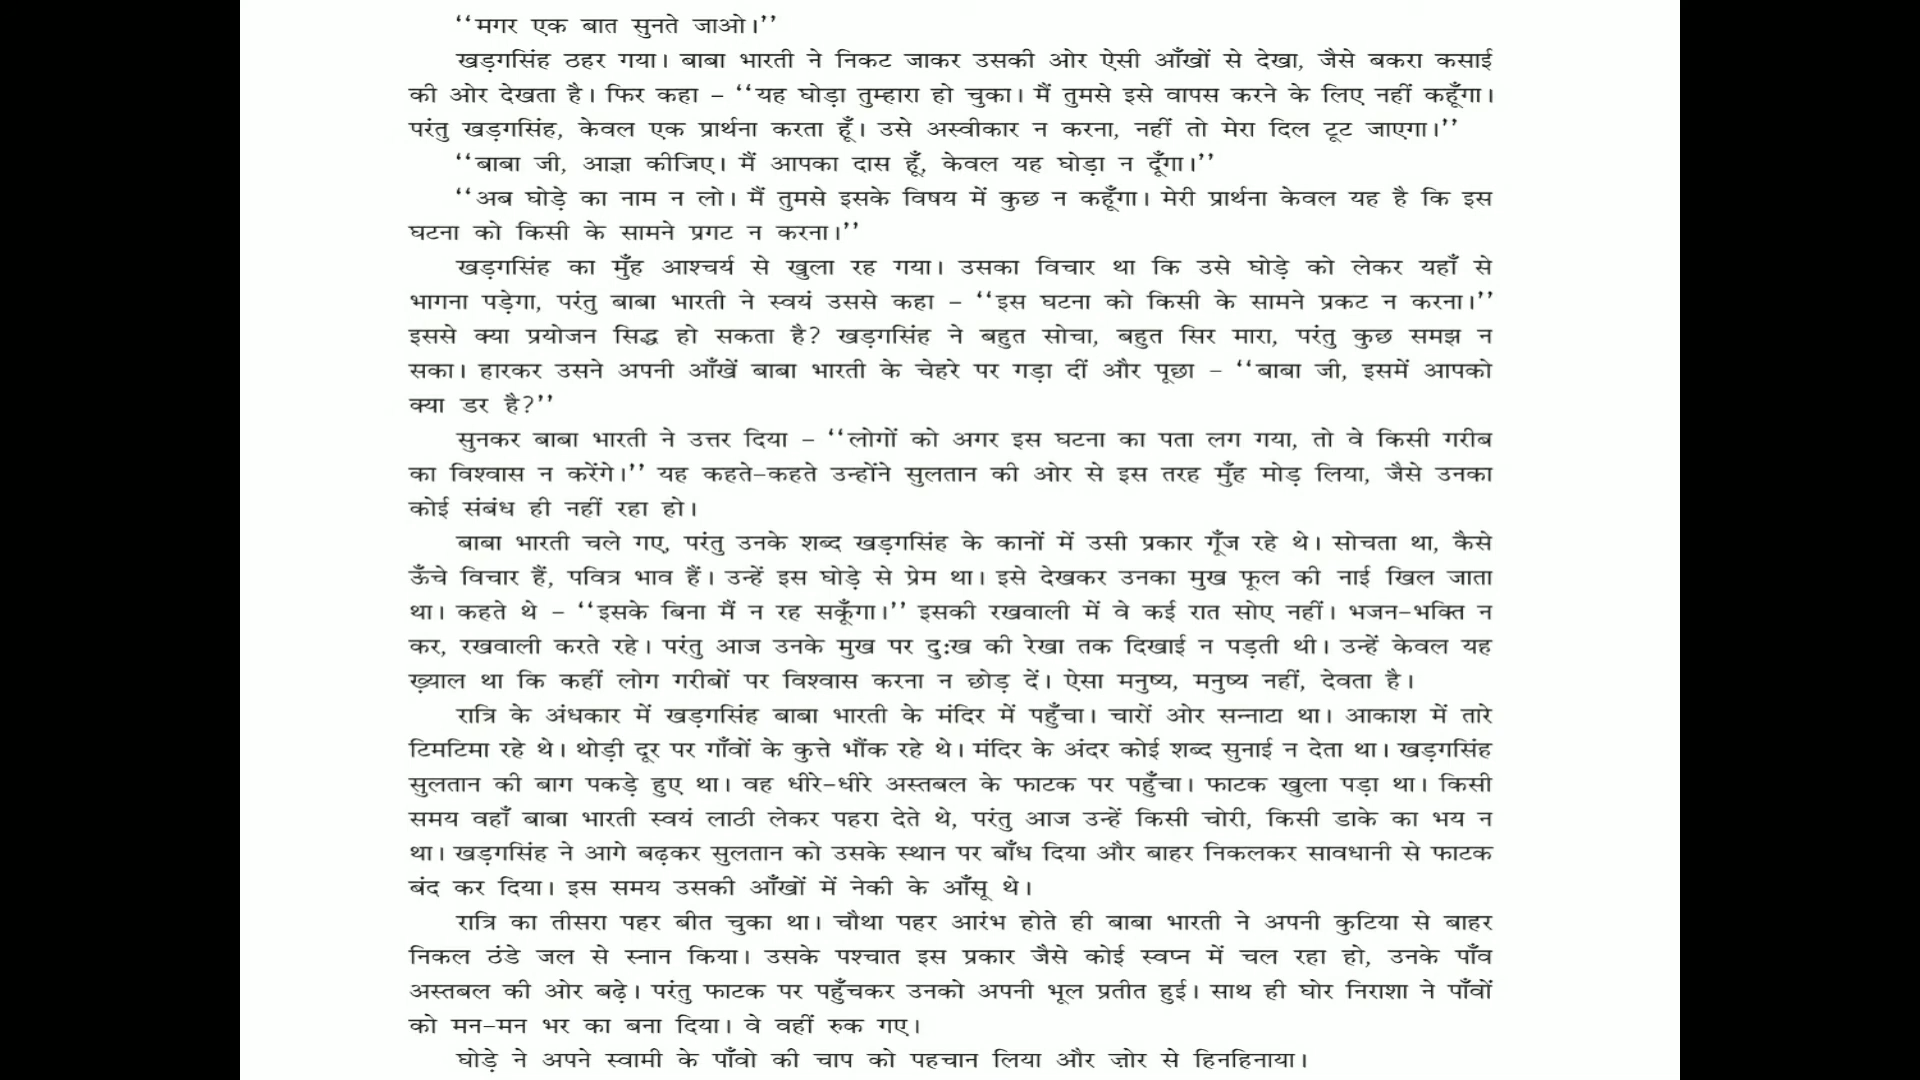 ‘‘मगर एक बात सुनते जाओ।’’
खड़गसिंह ठहर गया। बाबा भारती ने निकट जाकर उसकी ओर ऐसी आँखों से देखा, जैसे बकरा कसाई
की ओर देखता है। फिर कहा – ‘‘यह घोड़ा तुम्हारा हो चुका। मैं तुमसे इसे वापस करने के लिए नहीं कहूँगा।
परंतु खड़गसिंह, केवल एक प्रार्थना करता हूँ। उसे अस्वीकार न करना, नहीं तो मेरा दिल टूट जाएगा।’’
‘‘बाबा जी, आज्ञा कीजिए। मैं आपका दास हूँ, केवल यह घोड़ा न दूँगा।’’
‘‘अब घोड़े का नाम न लो। मैं तुमसे इसके विषय में कुछ न कहूँगा। मेरी प्रार्थना केवल यह है कि इस
घटना को किसी के सामने प्रगट न करना।’’
खड़गसिंह का मुँह आश्चर्य से खुला रह गया। उसका विचार था कि उसे घोड़े को लेकर यहाँ से
भागना पड़ेगा, परंतु बाबा भारती ने स्वयं उससे कहा – ‘‘इस घटना को किसी के सामने प्रकट न करना।’’
इससे क्या प्रयोजन सिद्ध हो सकता है? खड़गसिंह ने बहुत सोचा, बहुत सिर मारा, परंतु कुछ समझ न
सका। हारकर उसने अपनी आँखें बाबा भारती के चेहरे पर गड़ा दीं और पूछा – ‘‘बाबा जी, इसमें आपको
क्या डर है?’’
सुनकर बाबा भारती ने उत्तर दिया – ‘‘लोगों को अगर इस घटना का पता लग गया, तो वे किसी गरीब
का विश्वास न करेंगे।’’ यह कहते–कहते उन्होंने सुलतान की ओर से इस तरह मुँह मोड़ लिया, जैसे उनका
कोई संबंध ही नहीं रहा हो।
बाबा भारती चले गए, परंतु उनके शब्द खड़गसिंह के कानों में उसी प्रकार गूँज रहे थे। सोचता था, कैसे
ऊँचे विचार हैं, पवित्र भाव हैं। उन्हें इस घोड़े से प्रेम था। इसे देखकर उनका मुख फूल की नाई खिल जाता
था। कहते थे – ‘‘इसके बिना मैं न रह सकूँगा।’’ इसकी रखवाली में वे कई रात सोए नहीं। भजन–भक्ति न
कर, रखवाली करते रहे। परंतु आज उनके मुख पर दुःख की रेखा तक दिखाई न पड़ती थी। उन्हें केवल यह
ख़्याल था कि कहीं लोग गरीबों पर विश्वास करना न छोड़ दें। ऐसा मनुष्य, मनुष्य नहीं, देवता है।
रात्रि के अंधकार में खड़गसिंह बाबा भारती के मंदिर में पहुँचा। चारों ओर सन्नाटा था। आकाश में तारे
टिमटिमा रहे थे। थोड़ी दूर पर गाँवों के कुत्ते भौंक रहे थे। मंदिर के अंदर कोई शब्द सुनाई न देता था। खड़गसिंह
सुलतान की बाग पकड़े हुए था। वह धीरे–धीरे अस्तबल के फाटक पर पहुँचा। फाटक खुला पड़ा था। किसी
समय वहाँ बाबा भारती स्वयं लाठी लेकर पहरा देते थे, परंतु आज उन्हें किसी चोरी, किसी डाके का भय न
था। खड़गसिंह ने आगे बढ़कर सुलतान को उसके स्थान पर बाँध दिया और बाहर निकलकर सावधानी से फाटक
बंद कर दिया। इस समय उसकी आँखों में नेकी के आँसू थे।
रात्रि का तीसरा पहर बीत चुका था। चौथा पहर आरंभ होते ही बाबा भारती ने अपनी कुटिया से बाहर
निकल ठंडे जल से स्नान किया। उसके पश्चात इस प्रकार जैसे कोई स्वप्न में चल रहा हो, उनके पाँव
अस्तबल की ओर बढ़े। परंतु फाटक पर पहुँचकर उनको अपनी भूल प्रतीत हुई। साथ ही घोर निराशा ने पाँवों
को मन–मन भर का बना दिया। वे वहीं रुक गए।
घोड़े ने अपने स्वामी के पाँवो की चाप को पहचान लिया और ज़ोर से हिनहिनाया।